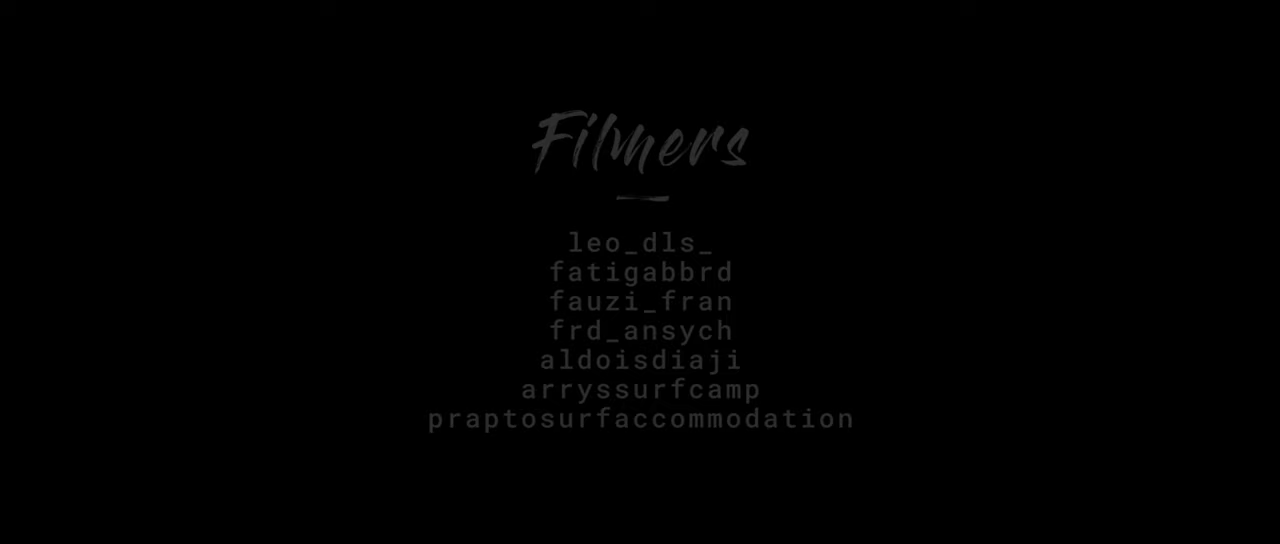 Filmers
leo_dls_
fatigabbrd
fauzi_fran
frd_ansych
aldoisdiaji
arryssurfcamp
praptosurfaccommodation